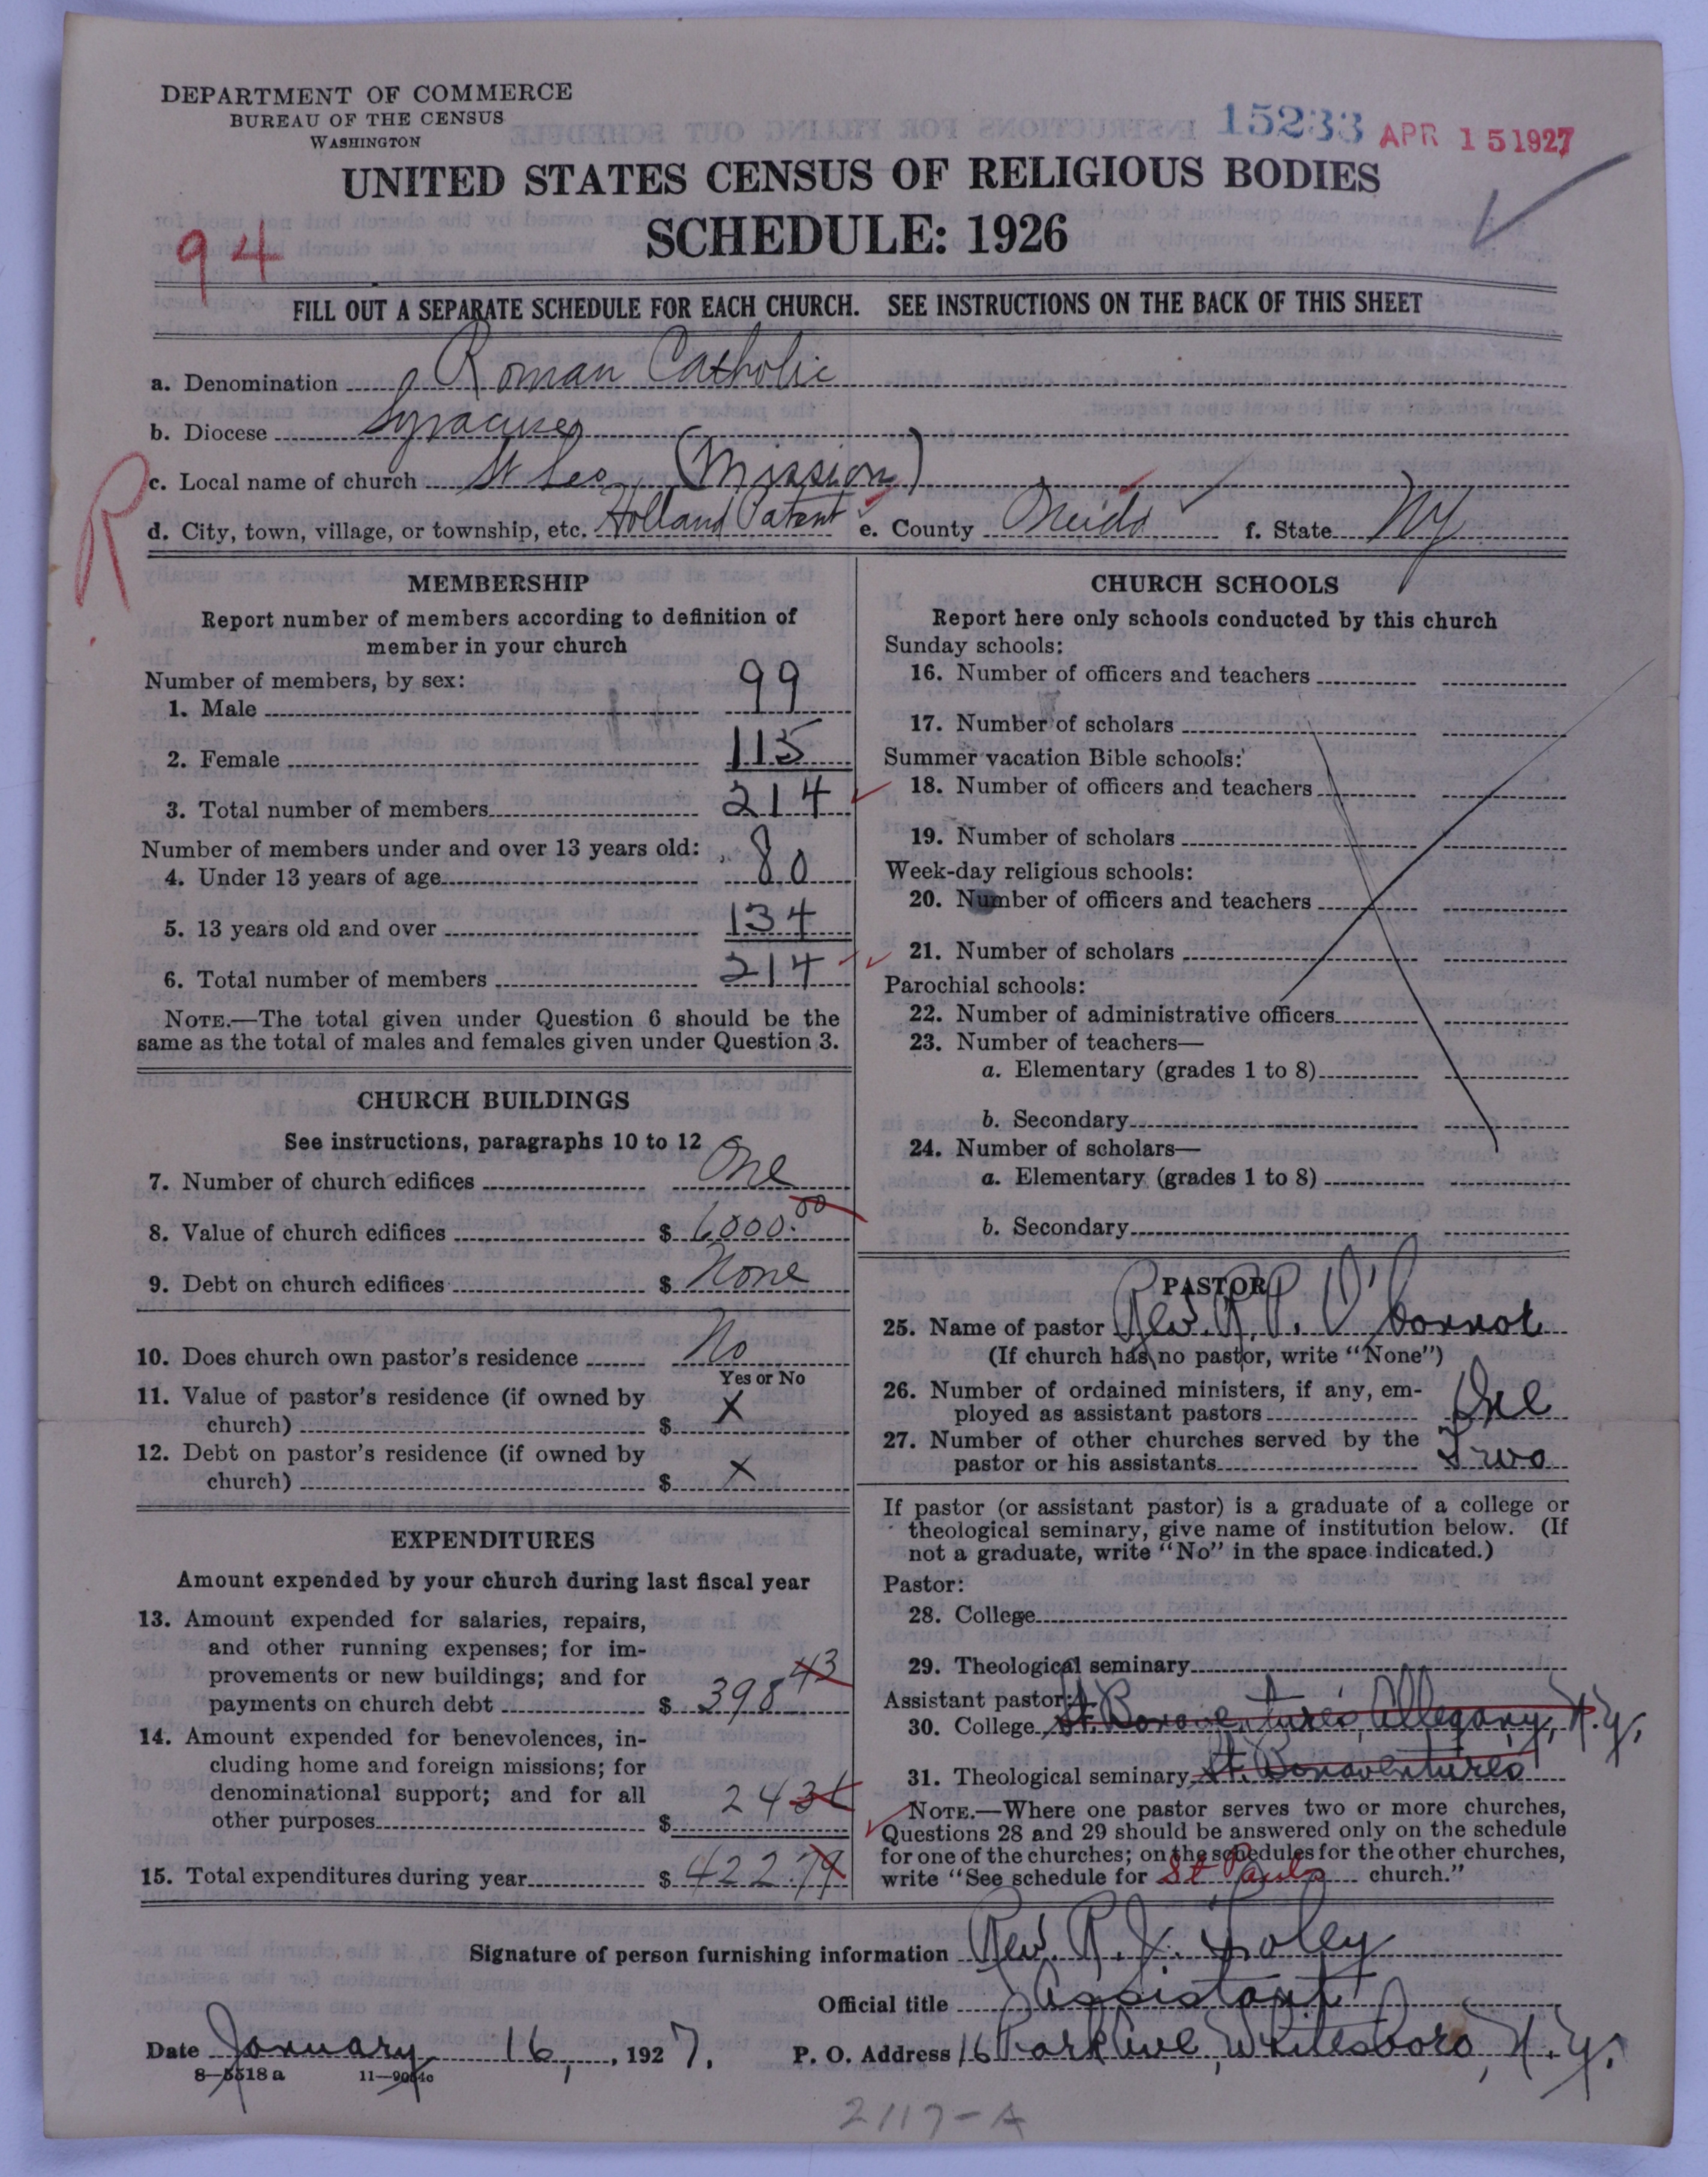 DEPARTMENT OF COMMERCE
BUREAU OF THE CENSUS
WASHINGTON
15233 APR 15 1927
UNITED STATES CENSUS OF RELIGIOUS BODIES
SCHEDULE: 1926
94
FILL OUT A SEPARATE SCHEDULE FOR EACH CHURCH. SEE INSTRUCTIONS ON THE BACK OF THIS SHEET
a. Denomination Roman Catholic
b. Diocese Syracuse
R
c. Local name of church St Leo (Mission)
d. City, town, village, or township, etc. Holland Patent e. County Oneida f. State NY
MEMBERSHIP
Report number of members according to definition of
member in your church
Number of members, by sex:
1. Male 99
2. Female 115
3. Total number of members 214
Number of members under and over 13 years old:
4. Under 13 years of age 80
5. 13 years old and over 134
6. Total number of members 214
NOTE.—The total given under Question 6 should be the
same as the total of males and females given under Question 3.
CHURCH BUILDINGS
See instructions, paragraphs 10 to 12
7. Number of church edifices One
8. Value of church edifices $ 6000.00
9. Debt on church edifices $ None
10. Does church own pastor's residence No
Yes or No
11. Value of pastor's residence (if owned by
church) $ X
12. Debt on pastor's residence (if owned by
church) $ X
EXPENDITURES
Amount expended by your church during last fiscal year
13. Amount expended for salaries, repairs,
and other running expenses; for im-
provements or new buildings; and for
payments on church debt $ 398 43
14. Amount expended for benevolences, in-
cluding home and foreign missions; for
denominational support; and for all
other purposes $ 24
15. Total expenditures during year $ 422.79
CHURCH SCHOOLS
Report here only schools conducted by this church
Sunday schools:
16. Number of officers and teachers
17. Number of scholars
Summer vacation Bible schools:
18. Number of officers and teachers
19. Number of scholars
Week-day religious schools:
20. Number of officers and teachers
21. Number of scholars
Parochial schools:
22. Number of administrative officers
23. Number of teachers—
a. Elementary (grades 1 to 8)
b. Secondary
24. Number of scholars—
a. Elementary (grades 1 to 8)
b. Secondary
PASTOR
25. Name of pastor Rev. R. P. O'Connor
(If church has no pastor, write "None")
26. Number of ordained ministers, if any, em-
ployed as assistant pastors One
27. Number of other churches served by the
pastor or his assistants Two
If pastor (or assistant pastor) is a graduate of a college or
theological seminary, give name of institution below. (If
not a graduate, write "No" in the space indicated.)
Pastor:
28. College
29. Theological seminary
Assistant pastor:
30. College St. Bonaventure's, Allegany, N.Y.
31. Theological seminary St. Bonaventure's
NOTE.—Where one pastor serves two or more churches,
Questions 28 and 29 should be answered only on the schedule
for one of the churches; on the schedules for the other churches,
write "See schedule for St Pauls church."
Signature of person furnishing information Rev. R. J. Foley
Official title Assistant
Date January 16, 1927. P. O. Address 16 Park Ave, Whitesboro, N.Y.
8—5518 a
2117-A